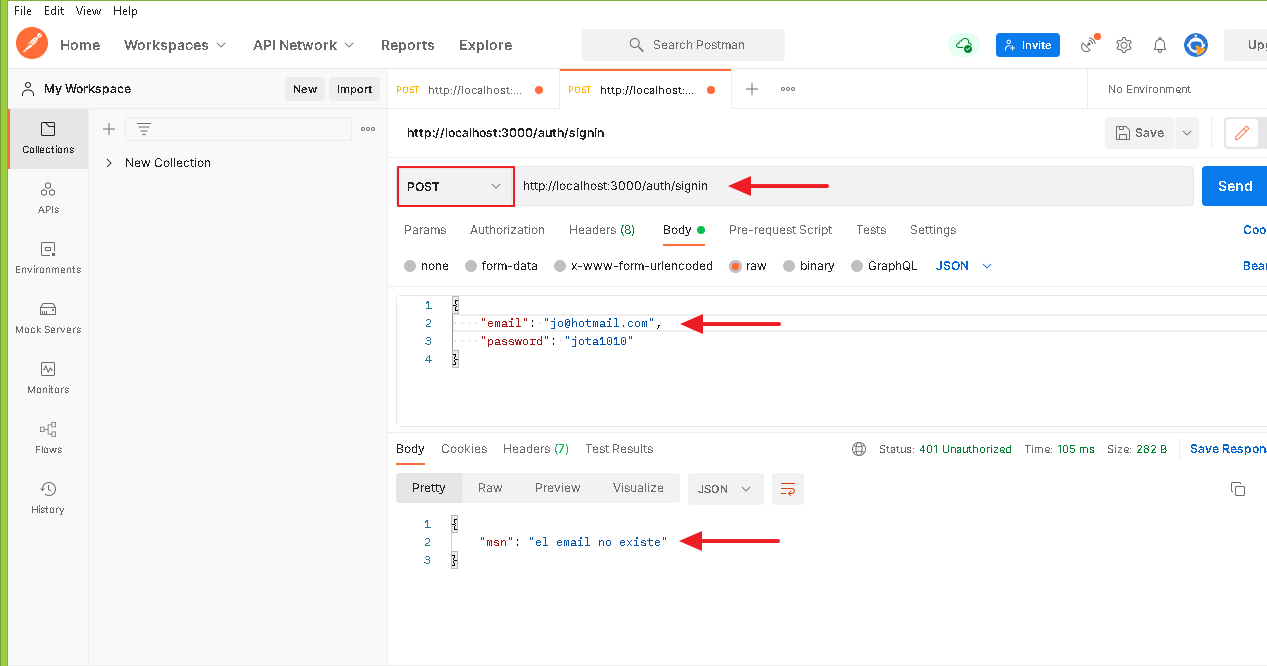 File Edit View Help
Home Workspaces API Network Reports Explore Search Postman Invite Upg
My Workspace New Import POST http://localhost:... POST http://localhost:... No Environment
Collections
New Collection
http://localhost:3000/auth/signin Save
APIs
POST http://localhost:3000/auth/signin Send
Environments
Params Authorization Headers (8) Body Pre-request Script Tests Settings Coo
Mock Servers
none form-data x-www-form-urlencoded raw binary GraphQL JSON Bear
Monitors
1 {
2 "email": "jo@hotmail.com",
3 "password": "jota1010"
4 }
Flows
Body Cookies Headers (7) Test Results Status: 401 Unauthorized Time: 105 ms Size: 282 B Save Respon
History
Pretty Raw Preview Visualize JSON
1 {
2 "msn": "el email no existe"
3 }